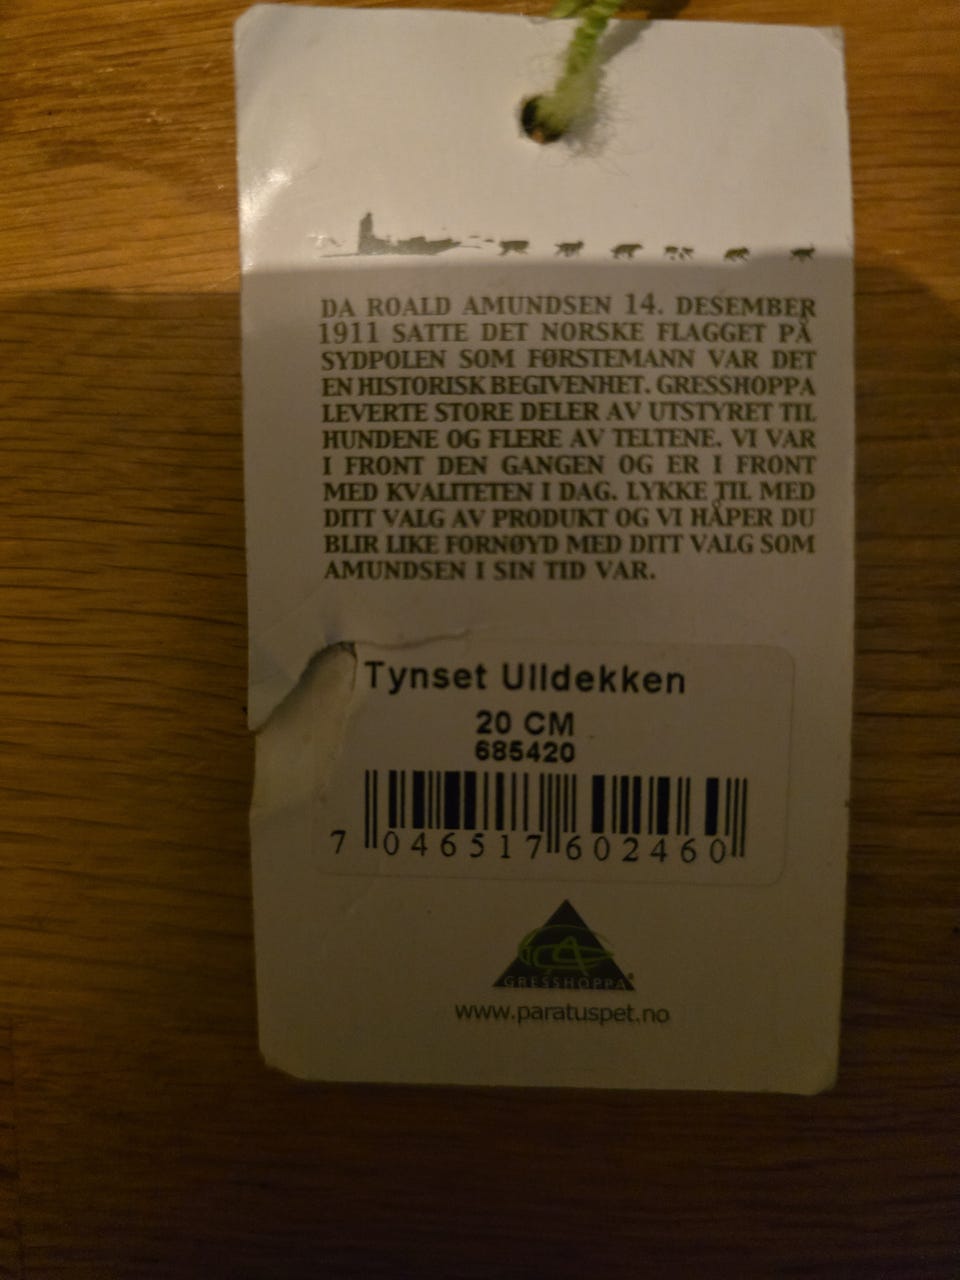 DA ROALD AMUNDSEN 14. DESEMBER
1911 SATTE DET NORSKE FLAGGET PÅ
SYDPOLEN SOM FØRSTEMANN VAR DET
EN HISTORISK BEGIVENHET. GRESSHOPPA
LEVERTE STORE DELER AV UTSTYRET TIL
HUNDENE OG FLERE AV TELTENE. VI VAR
I FRONT DEN GANGEN OG ER I FRONT
MED KVALITETEN I DAG. LYKKE TIL MED
DITT VALG AV PRODUKT OG VI HÅPER DU
BLIR LIKE FORNØYD MED DITT VALG SOM
AMUNDSEN I SIN TID VAR.
Tynset Ulldekken
20 CM
685420
7 046517 602460
GRESSHOPPA®
www.paratuspet.no